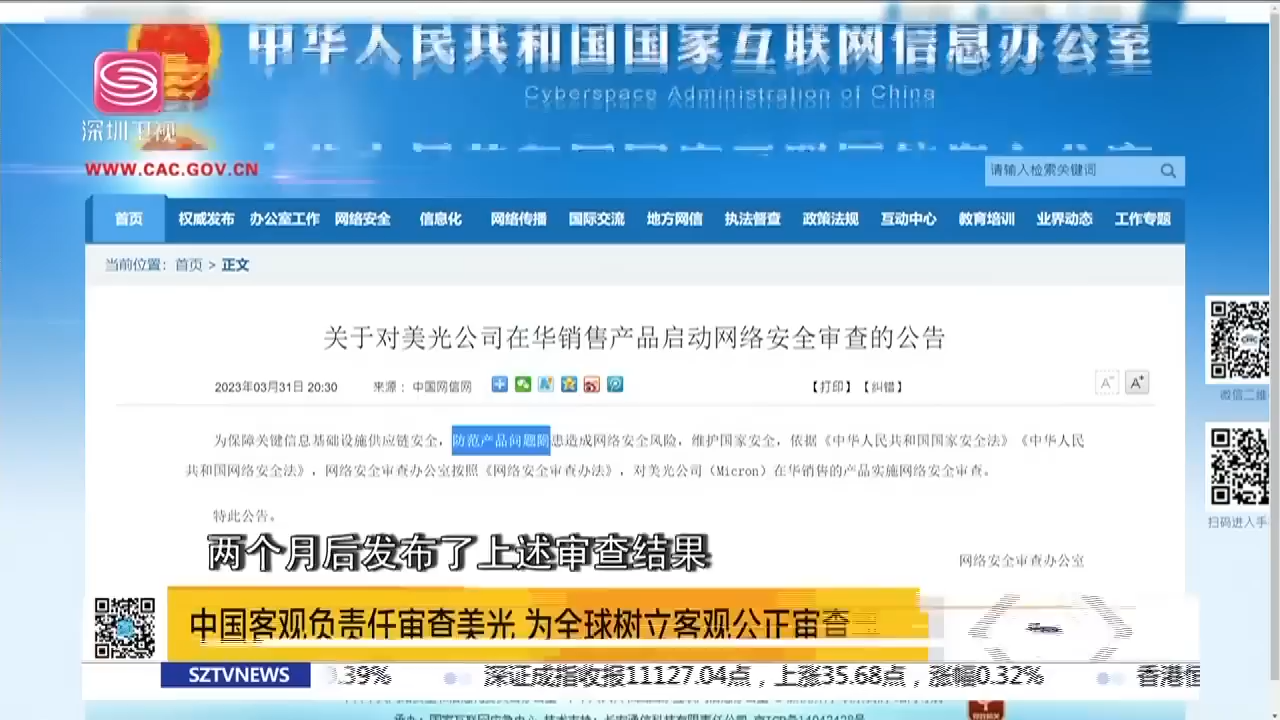 中华人民共和国国家互联网信息办公室
Cyberspace Administration of China
深圳卫视
WWW.CAC.GOV.CN
请输入检索关键词
首页 权威发布 办公室工作 网络安全 信息化 网络传播 国际交流 地方网信 执法督查 政策法规 互动中心 教育培训 业界动态 工作专题
当前位置：首页 > 正文
关于对美光公司在华销售产品启动网络安全审查的公告
2023年03月31日 20:30 来源：中国网信网 【打印】【纠错】 A⁻ A⁺
微信二维
为保障关键信息基础设施供应链安全，防范产品问题隐患造成网络安全风险，维护国家安全，依据《中华人民共和国国家安全法》《中华人民
共和国网络安全法》，网络安全审查办公室按照《网络安全审查办法》，对美光公司（Micron）在华销售的产品实施网络安全审查。
特此公告。
扫码进入手
两个月后发布了上述审查结果
网络安全审查办公室
中国客观负责任审查美光 为全球树立客观公正审查
SZTVNEWS
.39% 深证成指收报11127.04点，上涨35.68点，涨幅0.32% 香港恒